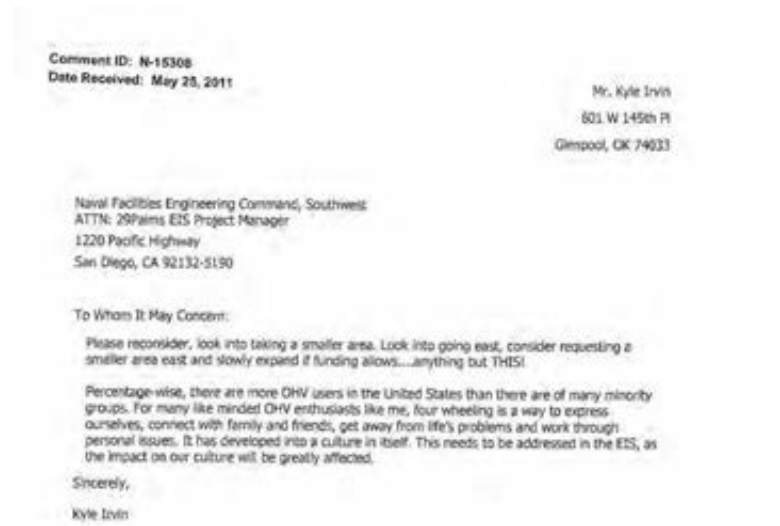 Comment ID: N-15308
Date Received: May 25, 2011
Mr. Kyle Irvin
601 W 145th Pl
Glenpool, OK 74033
Naval Facilities Engineering Command, Southwest
ATTN: 29Palms EIS Project Manager
1220 Pacific Highway
San Diego, CA 92132-5190
To Whom It May Concern:
Please reconsider, look into taking a smaller area. Look into going east, consider requesting a
smaller area east and slowly expand if funding allows....anything but THIS!
Percentage-wise, there are more OHV users in the United States than there are of many minority
groups. For many like minded OHV enthusiasts like me, four wheeling is a way to express
ourselves, connect with family and friends, get away from life's problems and work through
personal issues. It has developed into a culture in itself. This needs to be addressed in the EIS, as
the impact on our culture will be greatly affected.
Sincerely,
Kyle Irvin